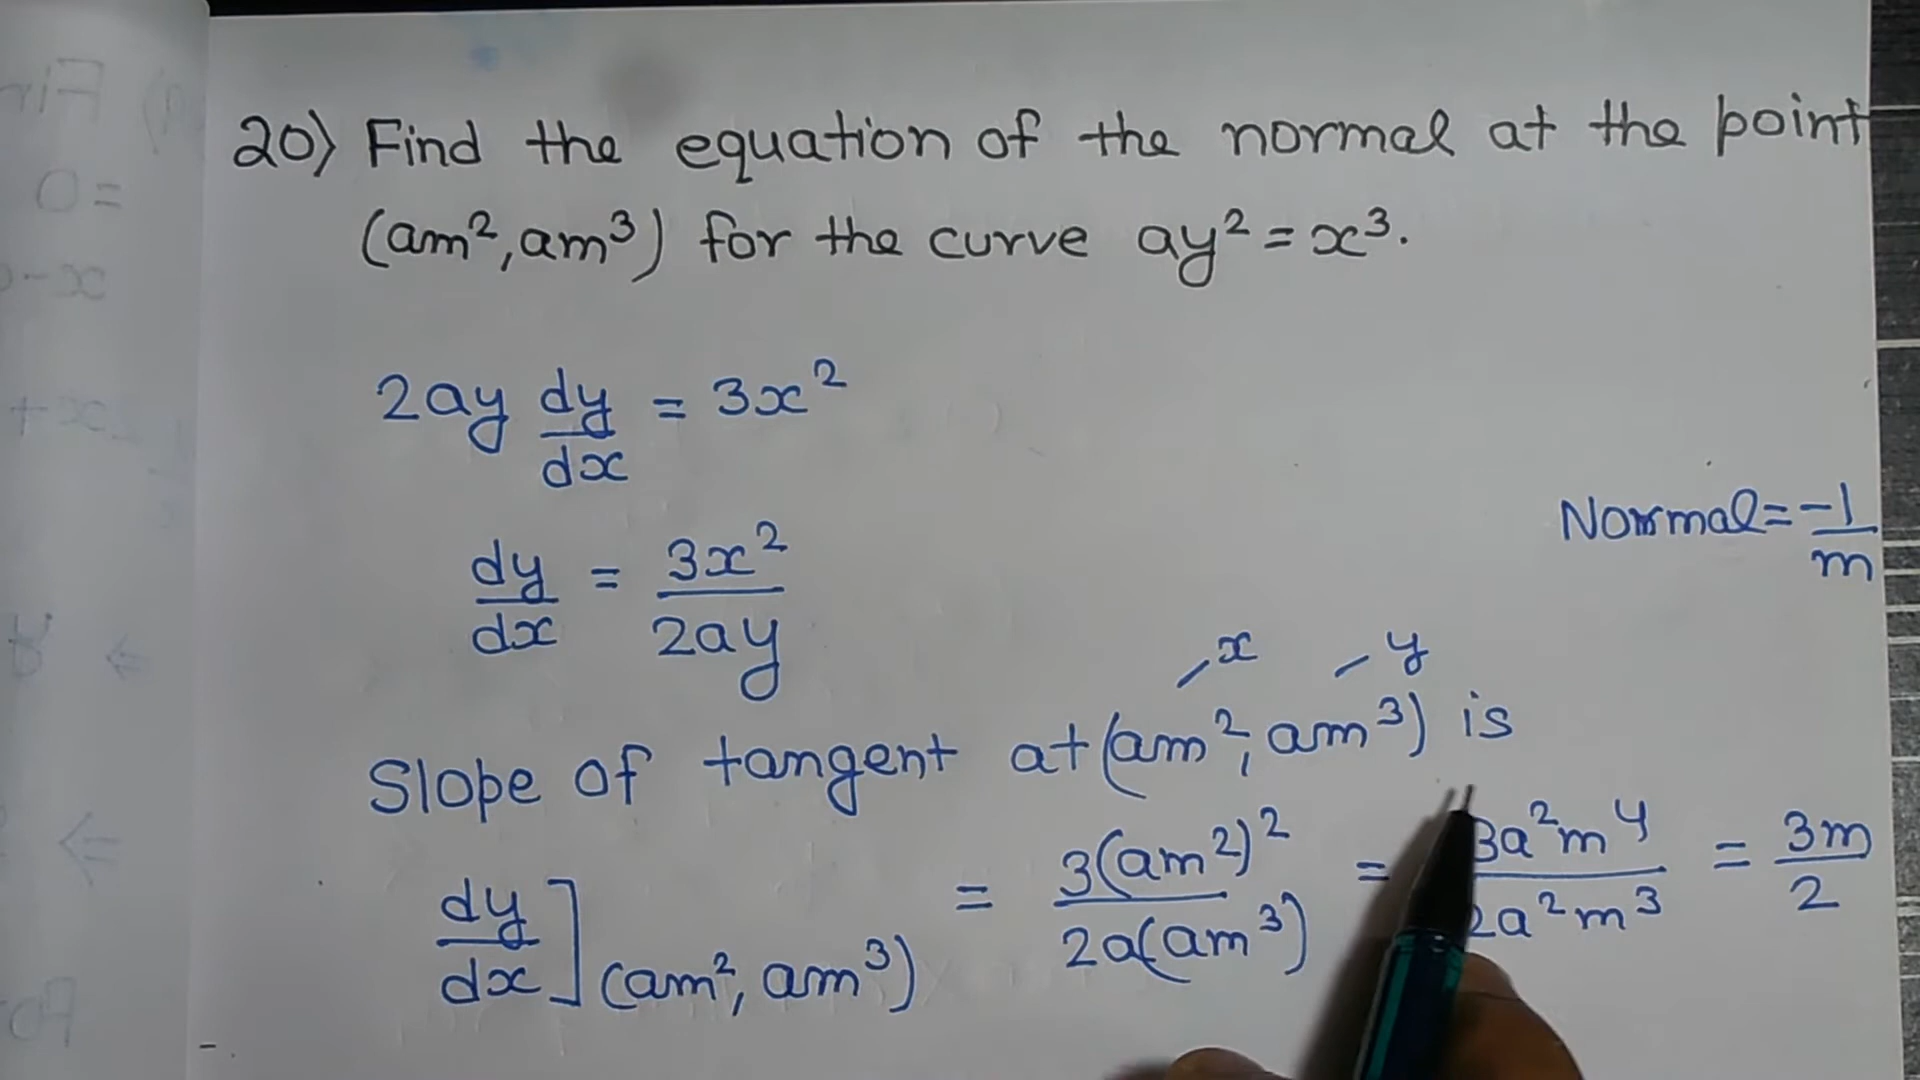 20) Find the equation of the normal at the point
(am², am³) for the curve ay² = x³.
2ay dy/dx = 3x²
Normal = -1/m
dy/dx = 3x²/2ay
x y
Slope of tangent at (am², am³) is
dy/dx](am², am³) = 3(am²)²/2a(am³) = 3a²m⁴/2a²m³ = 3m/2